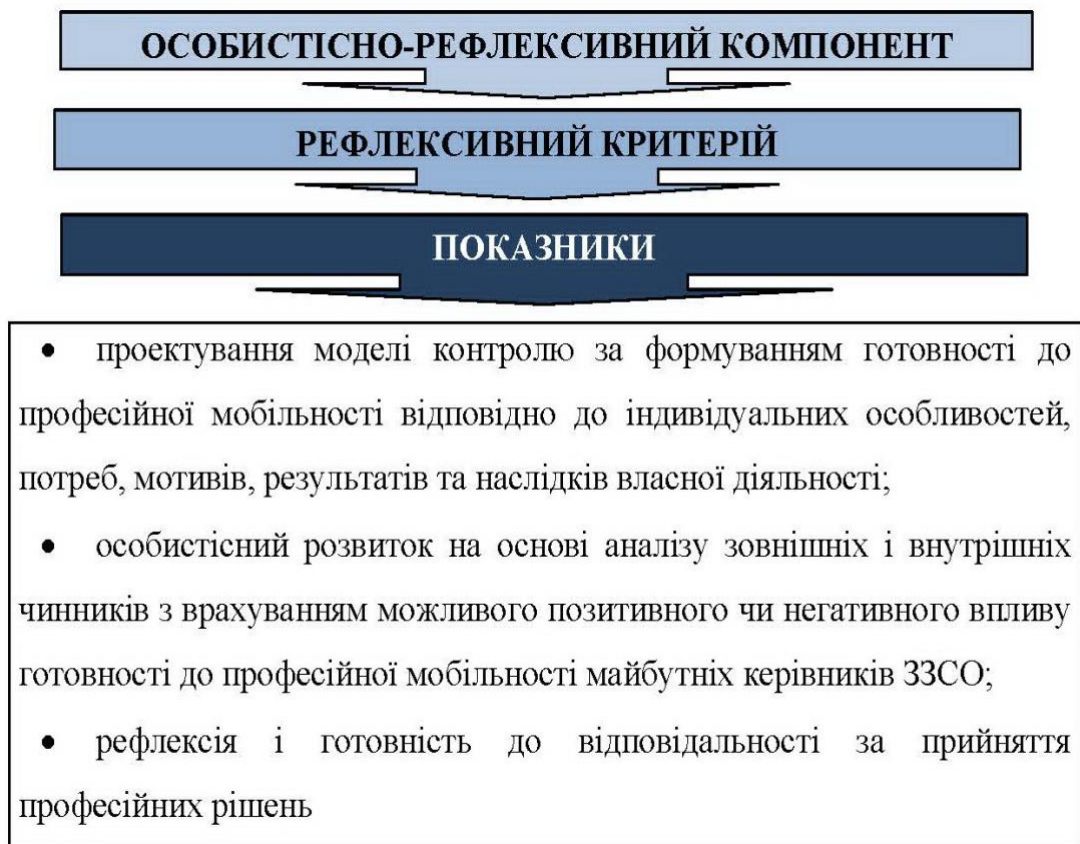 ОСОБИСТІСНО-РЕФЛЕКСИВНИЙ КОМПОНЕНТ
РЕФЛЕКСИВНИЙ КРИТЕРІЙ
ПОКАЗНИКИ
• проектування моделі контролю за формуванням готовності до
професійної мобільності відповідно до індивідуальних особливостей,
потреб, мотивів, результатів та наслідків власної діяльності;
• особистісний розвиток на основі аналізу зовнішніх і внутрішніх
чинників з врахуванням можливого позитивного чи негативного впливу
готовності до професійної мобільності майбутніх керівників ЗЗСО;
• рефлексія і готовність до відповідальності за прийняття
професійних рішень